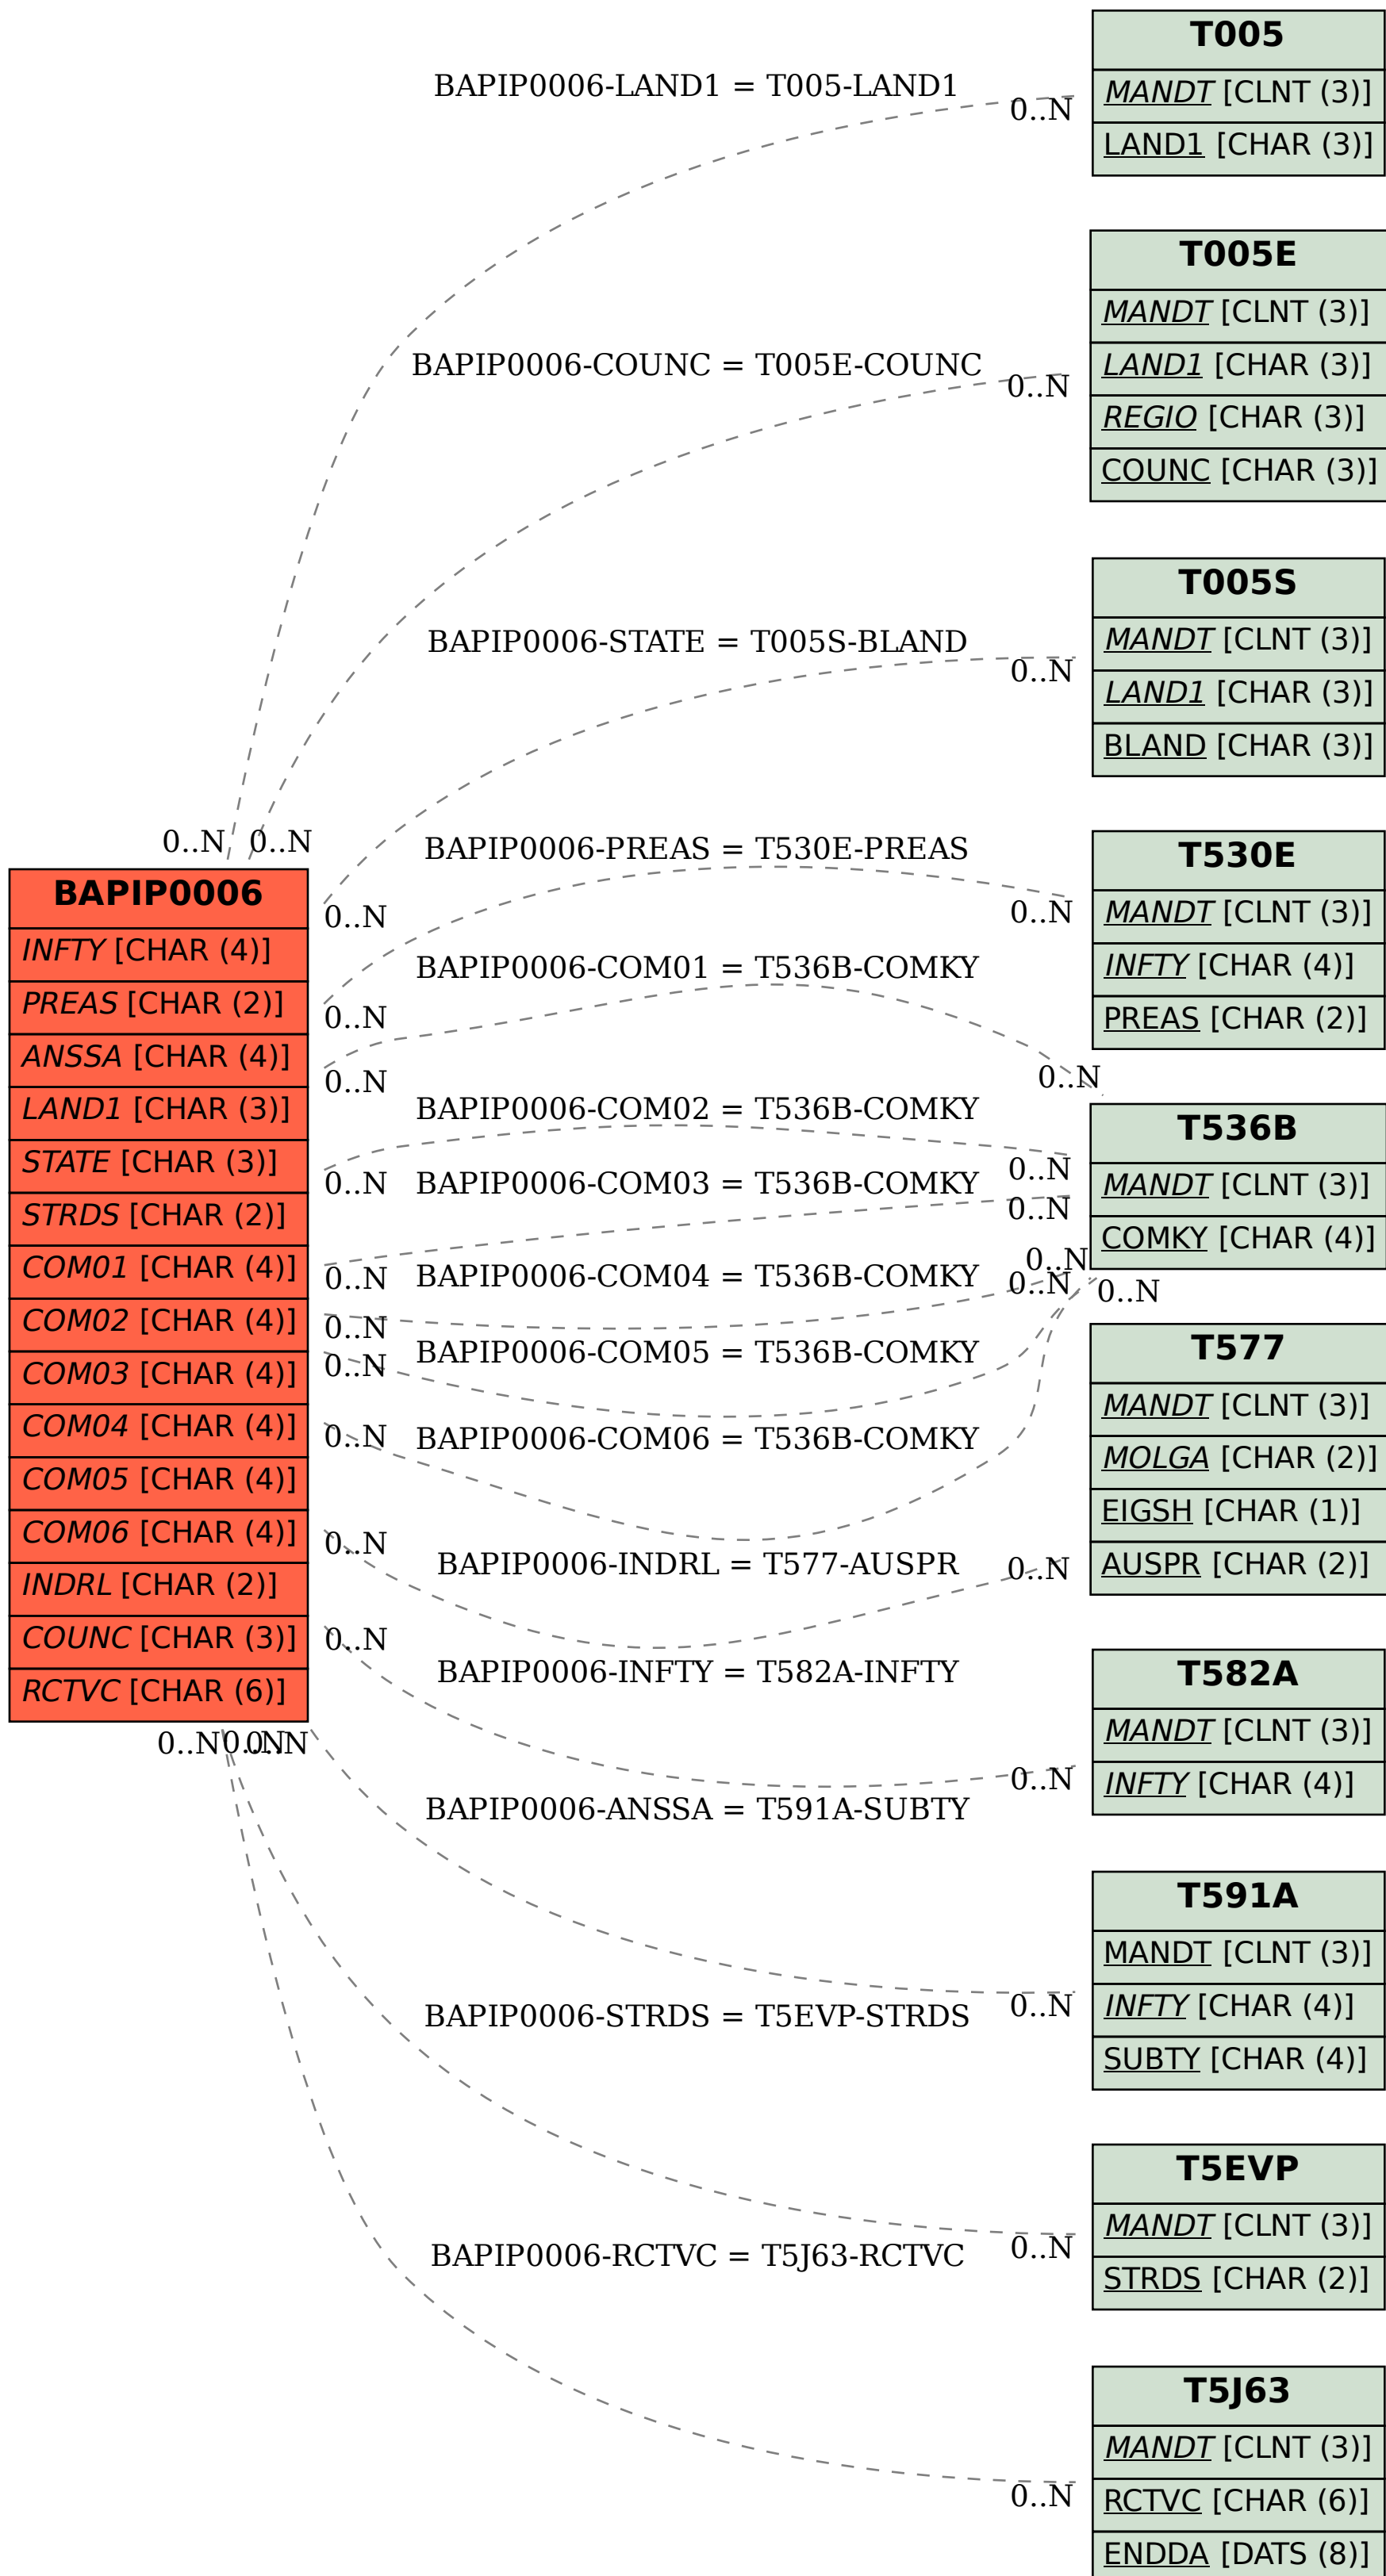 T005
MANDT [CLNT (3)]
LAND1 [CHAR (3)]
BAPIP0006-LAND1 = T005-LAND1
0..N
T005E
MANDT [CLNT (3)]
LAND1 [CHAR (3)]
REGIO [CHAR (3)]
COUNC [CHAR (3)]
BAPIP0006-COUNC = T005E-COUNC
0..N
T005S
MANDT [CLNT (3)]
LAND1 [CHAR (3)]
BLAND [CHAR (3)]
BAPIP0006-STATE = T005S-BLAND
0..N
0..N
0..N
BAPIP0006
INFTY [CHAR (4)]
PREAS [CHAR (2)]
ANSSA [CHAR (4)]
LAND1 [CHAR (3)]
STATE [CHAR (3)]
STRDS [CHAR (2)]
COM01 [CHAR (4)]
COM02 [CHAR (4)]
COM03 [CHAR (4)]
COM04 [CHAR (4)]
COM05 [CHAR (4)]
COM06 [CHAR (4)]
INDRL [CHAR (2)]
COUNC [CHAR (3)]
RCTVC [CHAR (6)]
0..N
0..N
0..N
0..N
0..N
0..N
0..N
0..N
0..N
0..N
0..N
0..N
0..N
BAPIP0006-PREAS = T530E-PREAS
0..N
T530E
MANDT [CLNT (3)]
INFTY [CHAR (4)]
PREAS [CHAR (2)]
BAPIP0006-COM01 = T536B-COMKY
0..N
BAPIP0006-COM02 = T536B-COMKY
0..N
BAPIP0006-COM03 = T536B-COMKY
0..N
BAPIP0006-COM04 = T536B-COMKY
0..N
0..N
0..N
BAPIP0006-COM05 = T536B-COMKY
BAPIP0006-COM06 = T536B-COMKY
T536B
MANDT [CLNT (3)]
COMKY [CHAR (4)]
T577
MANDT [CLNT (3)]
MOLGA [CHAR (2)]
EIGSH [CHAR (1)]
AUSPR [CHAR (2)]
BAPIP0006-INDRL = T577-AUSPR
0..N
BAPIP0006-INFTY = T582A-INFTY
0..N
T582A
MANDT [CLNT (3)]
INFTY [CHAR (4)]
BAPIP0006-ANSSA = T591A-SUBTY
0..N
T591A
MANDT [CLNT (3)]
INFTY [CHAR (4)]
SUBTY [CHAR (4)]
BAPIP0006-STRDS = T5EVP-STRDS
0..N
T5EVP
MANDT [CLNT (3)]
STRDS [CHAR (2)]
BAPIP0006-RCTVC = T5J63-RCTVC
0..N
T5J63
MANDT [CLNT (3)]
RCTVC [CHAR (6)]
ENDDA [DATS (8)]